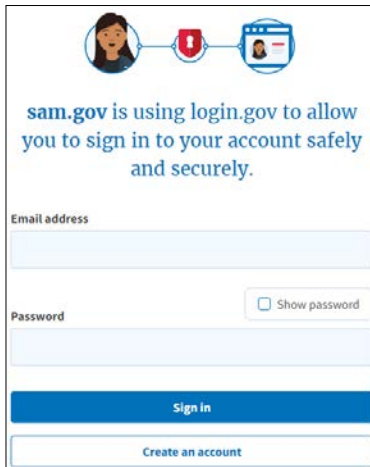 sam.gov is using login.gov to allow
you to sign in to your account safely
and securely.
Email address
Show password
Password
Sign in
Create an account